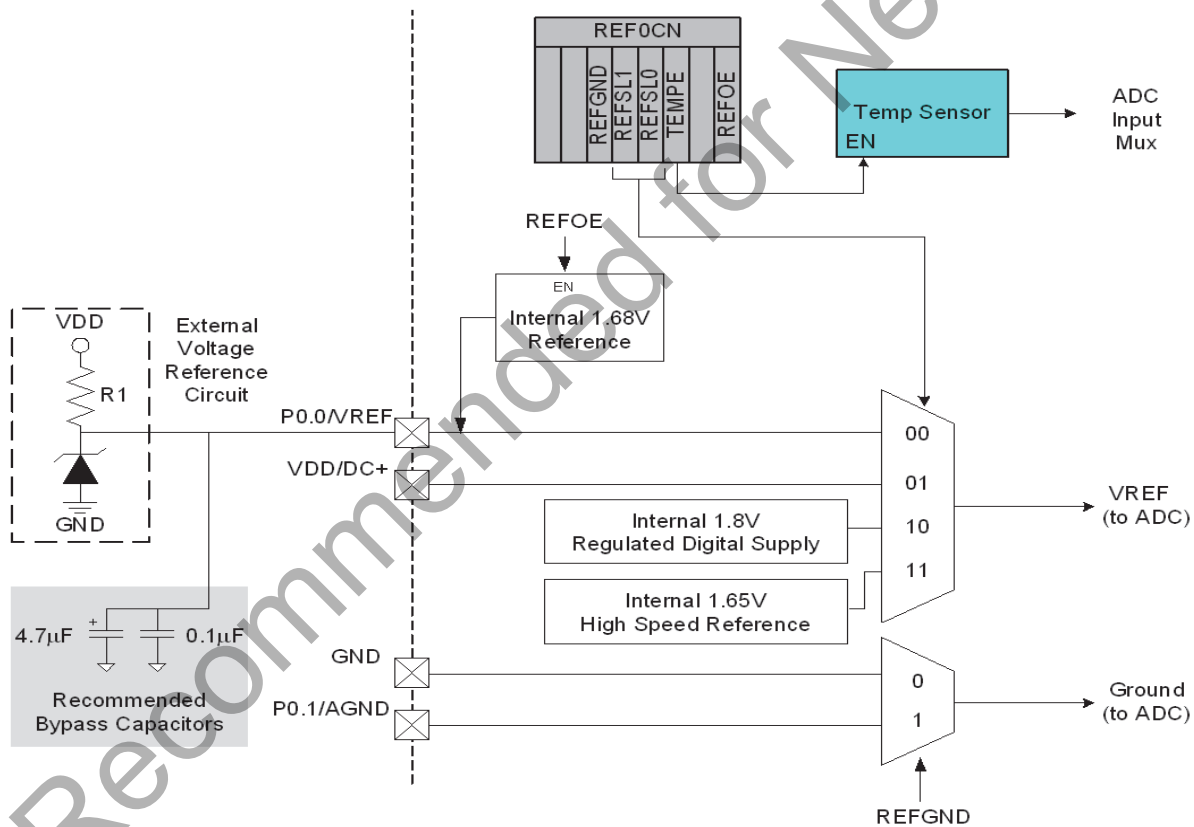 REF0CN
REFGND
REFSL1
REFSL0
TEMPE
REFOE
Temp Sensor
EN
ADC
Input
Mux
REFOE
EN
Internal 1.68V
Reference
VDD
R1
GND
External
Voltage
Reference
Circuit
P0.0/VREF
VDD/DC+
00
01
10
11
VREF
(to ADC)
Internal 1.8V
Regulated Digital Supply
Internal 1.65V
High Speed Reference
4.7μF
+
0.1μF
Recommended
Bypass Capacitors
GND
P0.1/AGND
0
1
Ground
(to ADC)
REFGND
Recommended for Ne